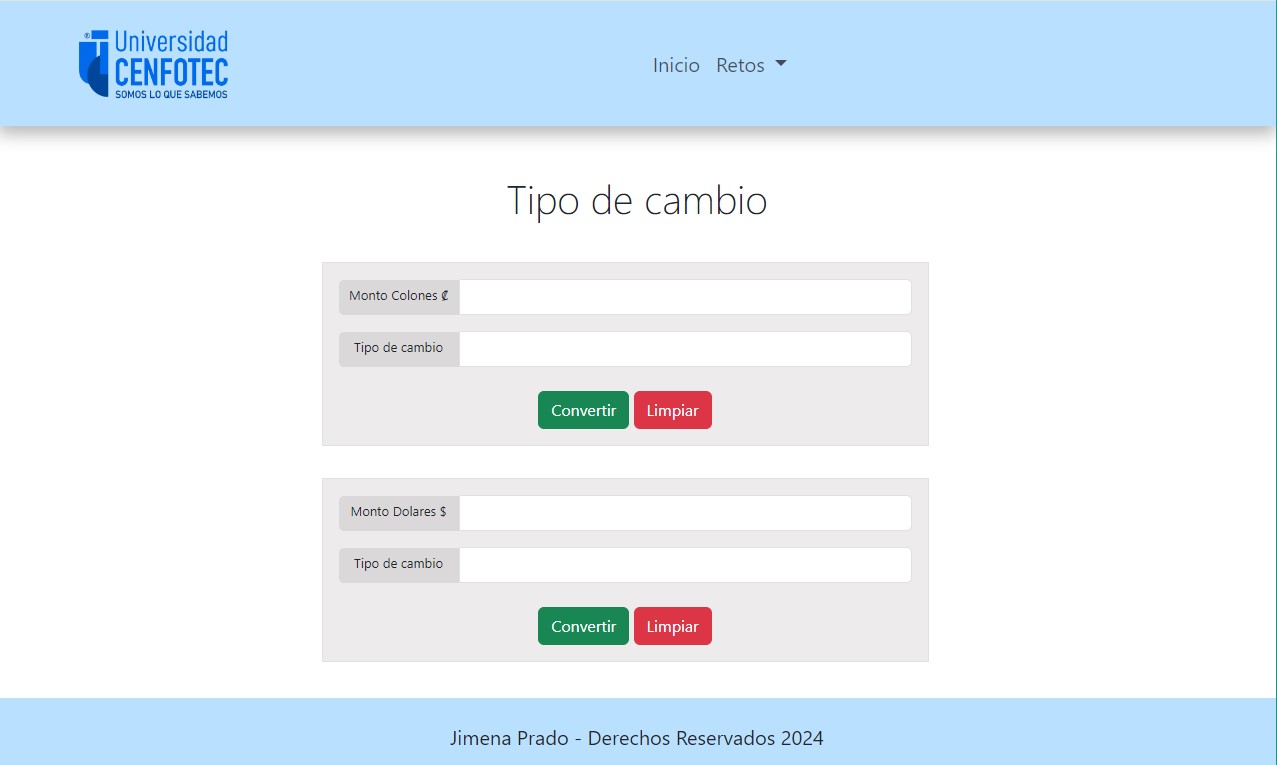 ® Universidad
CENFOTEC
SOMOS LO QUE SABEMOS
Inicio Retos
Tipo de cambio
Monto Colones ₡
Tipo de cambio
Convertir Limpiar
Monto Dolares $
Tipo de cambio
Convertir Limpiar
Jimena Prado - Derechos Reservados 2024